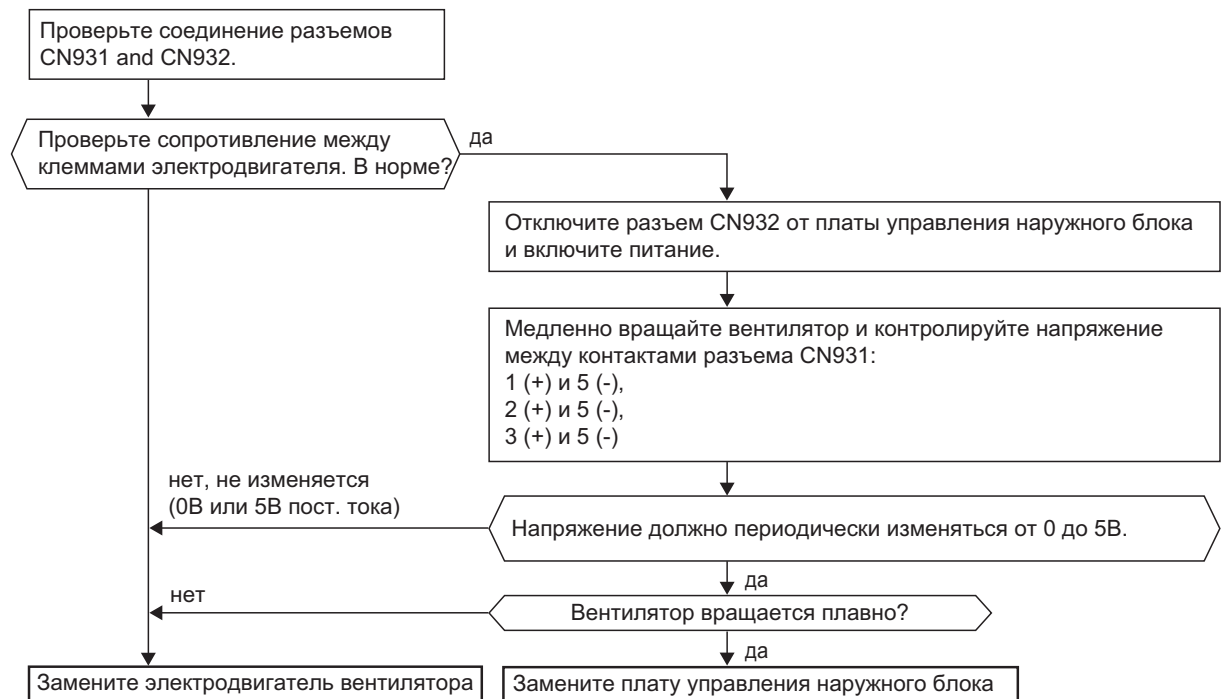 Проверьте соединение разъемов
CN931 and CN932.
Проверьте сопротивление между
клеммами электродвигателя. В норме?
да
Отключите разъем CN932 от платы управления наружного блока
и включите питание.
Медленно вращайте вентилятор и контролируйте напряжение
между контактами разъема CN931:
1 (+) и 5 (-),
2 (+) и 5 (-),
3 (+) и 5 (-)
нет, не изменяется
(0В или 5В пост. тока)
Напряжение должно периодически изменяться от 0 до 5В.
да
нет
Вентилятор вращается плавно?
да
Замените электродвигатель вентилятора
Замените плату управления наружного блока